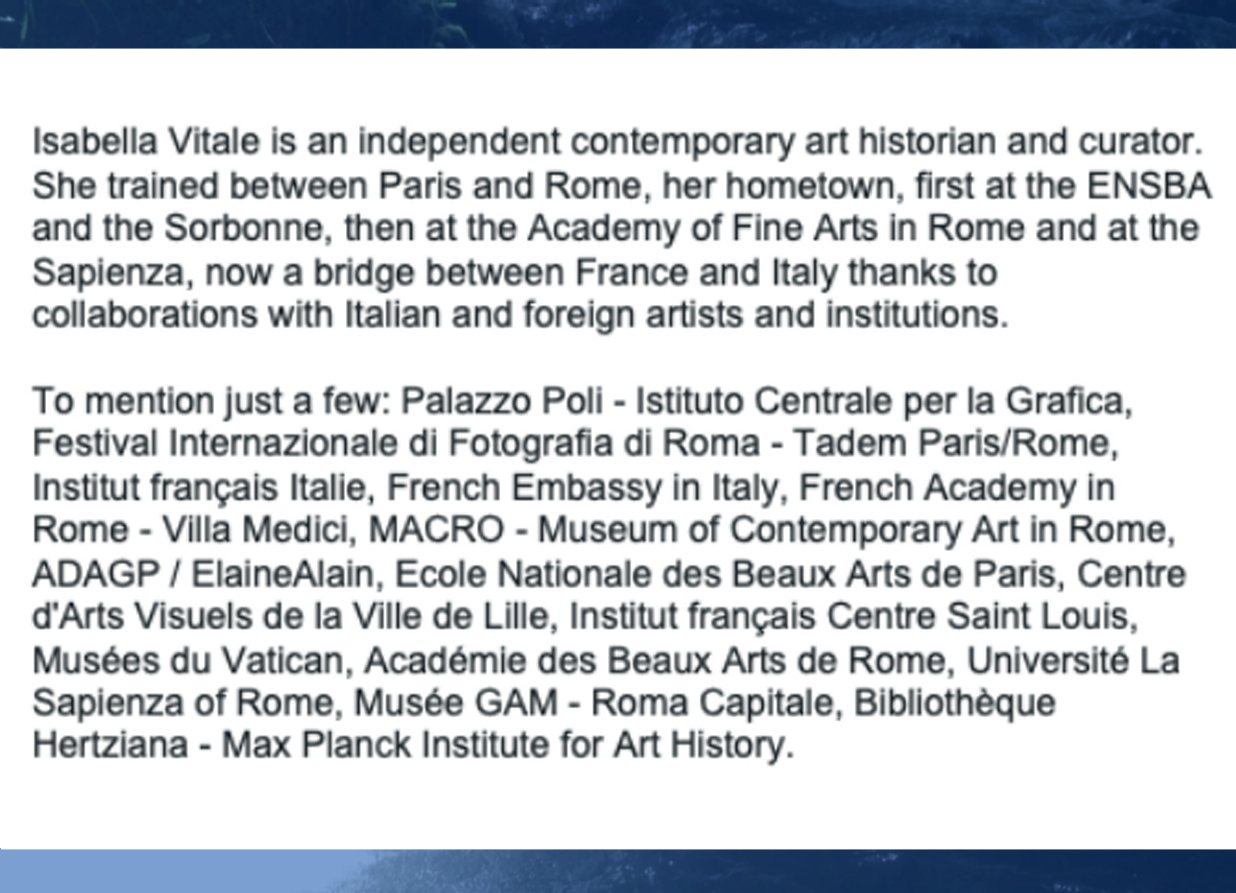 Isabella Vitale is an independent contemporary art historian and curator.
She trained between Paris and Rome, her hometown, first at the ENSBA
and the Sorbonne, then at the Academy of Fine Arts in Rome and at the
Sapienza, now a bridge between France and Italy thanks to
collaborations with Italian and foreign artists and institutions.
To mention just a few: Palazzo Poli - Istituto Centrale per la Grafica,
Festival Internazionale di Fotografia di Roma - Tadem Paris/Rome,
Institut français Italie, French Embassy in Italy, French Academy in
Rome - Villa Medici, MACRO - Museum of Contemporary Art in Rome,
ADAGP / ElaineAlain, Ecole Nationale des Beaux Arts de Paris, Centre
d'Arts Visuels de la Ville de Lille, Institut français Centre Saint Louis,
Musées du Vatican, Académie des Beaux Arts de Rome, Université La
Sapienza of Rome, Musée GAM - Roma Capitale, Bibliothèque
Hertziana - Max Planck Institute for Art History.